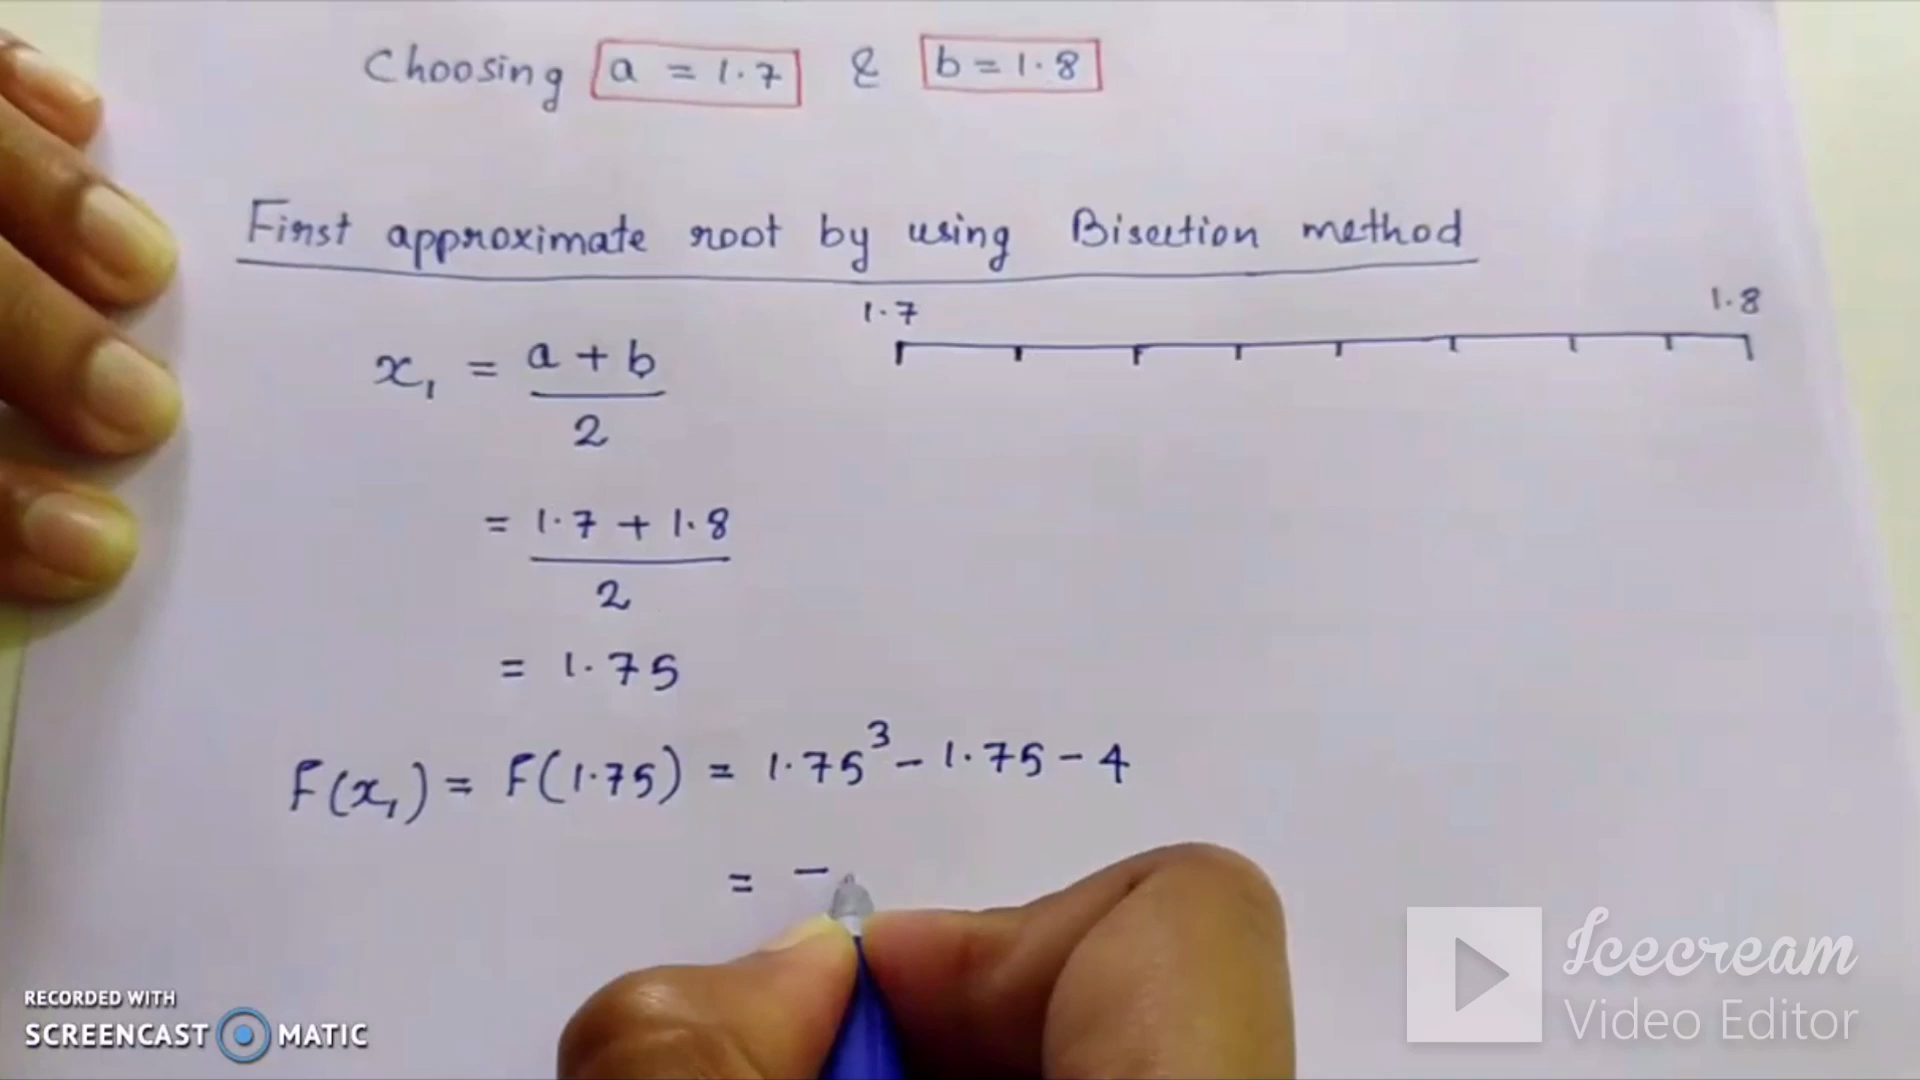 Choosing a = 1.7 & b = 1.8
First approximate root by using Bisection method
1.7 1.8
x₁ = a + b
2
= 1.7 + 1.8
2
= 1.75
F(x₁) = F(1.75) = 1.75³ - 1.75 - 4
= -
RECORDED WITH
SCREENCAST MATIC
Icecream
Video Editor